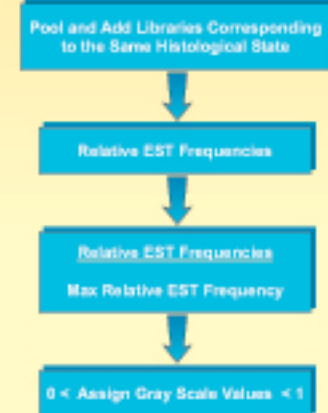 Pool and Add Libraries Corresponding
to the Same Histological State
Relative EST Frequencies
Relative EST Frequencies
Max Relative EST Frequency
0 < Assign Gray Scale Values < 1